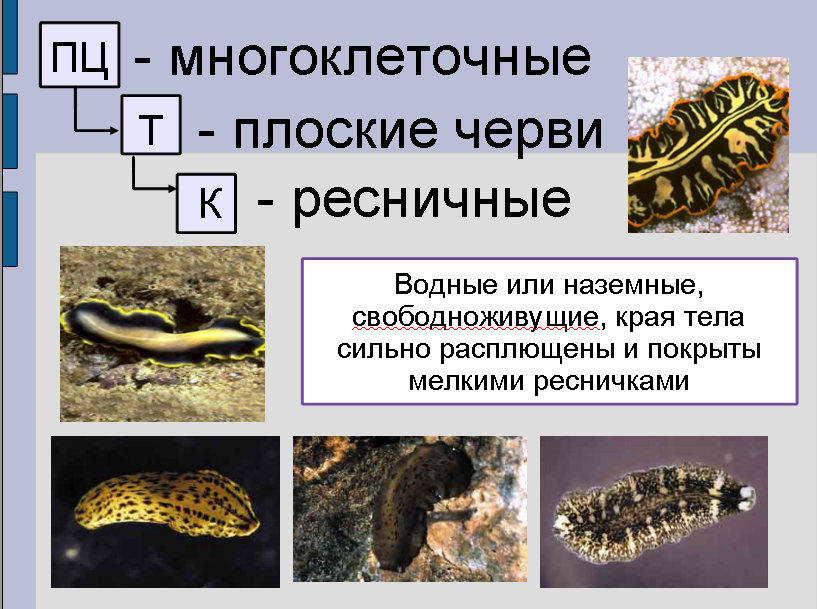 ПЦ - многоклеточные
Т - плоские черви
К - ресничные
Водные или наземные,
свободноживущие, края тела
сильно расплющены и покрыты
мелкими ресничками